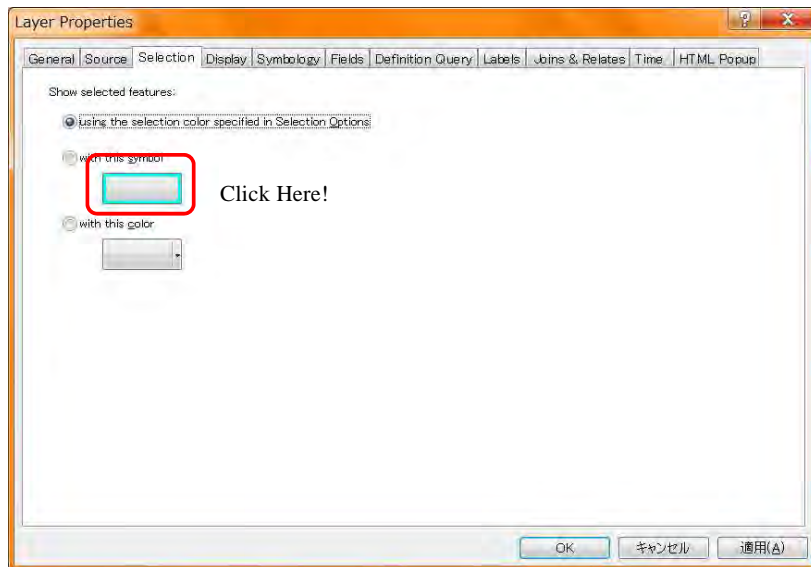 Layer Properties
General Source Selection Display Symbology Fields Definition Query Labels Joins & Relates Time HTML Popup
Show selected features:
using the selection color specified in Selection Options
with this symbol
Click Here!
with this color
OK キャンセル 適用(A)